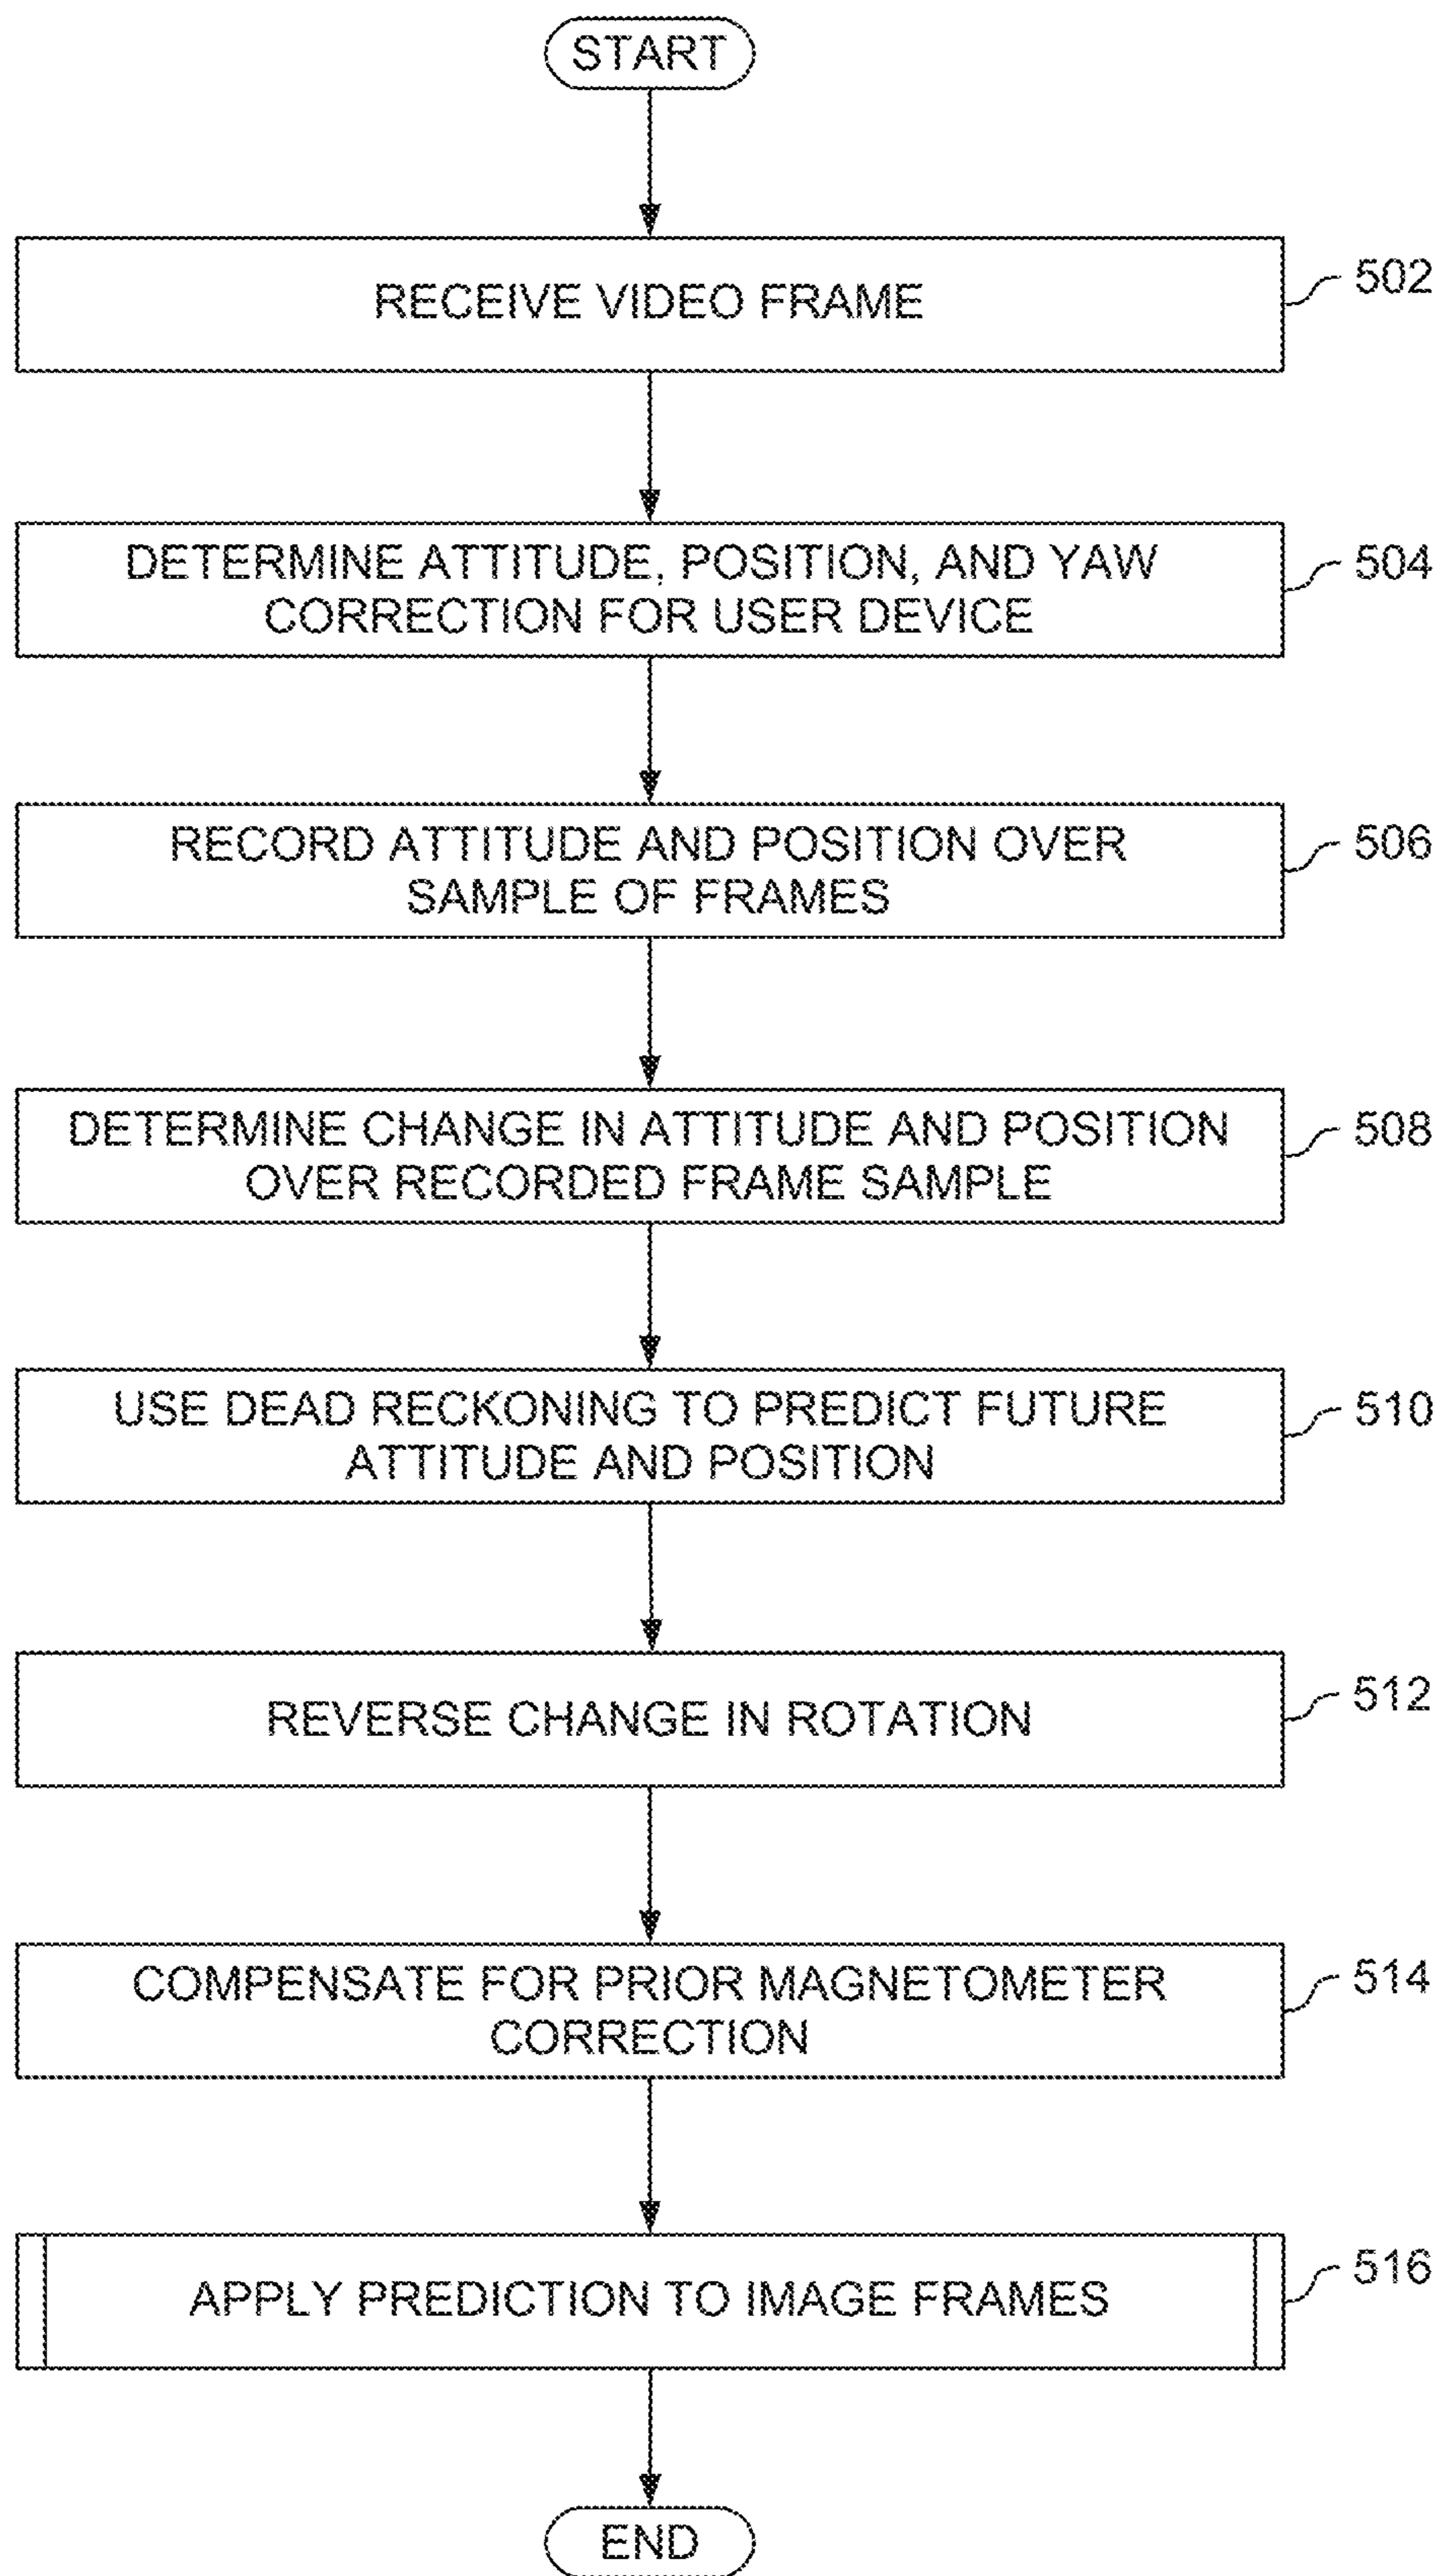 START
RECEIVE VIDEO FRAME
502
DETERMINE ATTITUDE, POSITION, AND YAW
CORRECTION FOR USER DEVICE
504
RECORD ATTITUDE AND POSITION OVER
SAMPLE OF FRAMES
506
DETERMINE CHANGE IN ATTITUDE AND POSITION
OVER RECORDED FRAME SAMPLE
508
USE DEAD RECKONING TO PREDICT FUTURE
ATTITUDE AND POSITION
510
REVERSE CHANGE IN ROTATION
512
COMPENSATE FOR PRIOR MAGNETOMETER
CORRECTION
514
APPLY PREDICTION TO IMAGE FRAMES
516
END